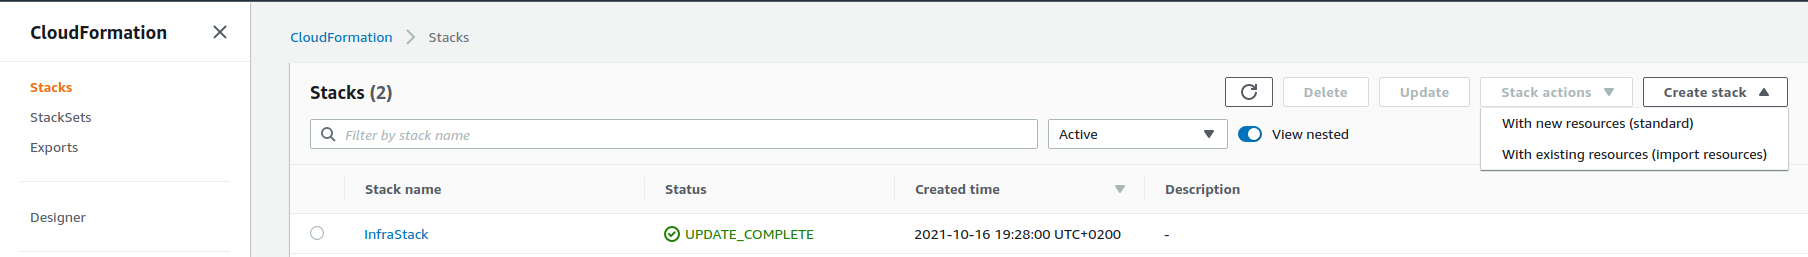 CloudFormation
Stacks
StackSets
Exports
Designer
CloudFormation Stacks
Stacks (2)
Delete Update Stack actions Create stack
With new resources (standard)
With existing resources (import resources)
Filter by stack name Active View nested
Stack name Status Created time Description
InfraStack UPDATE_COMPLETE 2021-10-16 19:28:00 UTC+0200 -